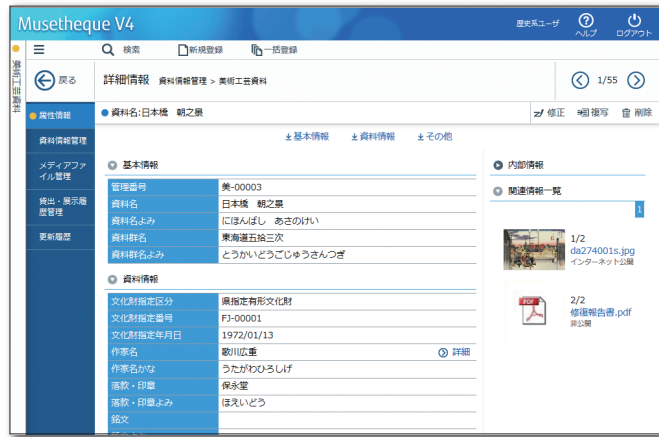 Musetheque V4
歴史系ユーザ
ヘルプ
ログアウト
検索
新規登録
一括登録
美術工芸資料
戻る
詳細情報 資料情報管理 > 美術工芸資料
1/55
属性情報
資料情報管理
メディアファ
イル管理
貸出・展示履
歴管理
更新履歴
資料名:日本橋 朝之景
修正
複写
削除
基本情報
資料情報
その他
基本情報
管理番号 美-00003
資料名 日本橋 朝之景
資料名よみ にほんばし あさのけい
資料群名 東海道五拾三次
資料群名よみ とうかいどうごじゅうさんつぎ
資料情報
文化財指定区分 県指定有形文化財
文化財指定番号 FJ-00001
文化財指定年月日 1972/01/13
作家名 歌川広重 詳細
作家名かな うたがわひろしげ
落款・印章 保永堂
落款・印章よみ ほえいどう
銘文
内部情報
関連情報一覧
1
1/2
da274001s.jpg
インターネット公開
PDF
2/2
修復報告書.pdf
非公開